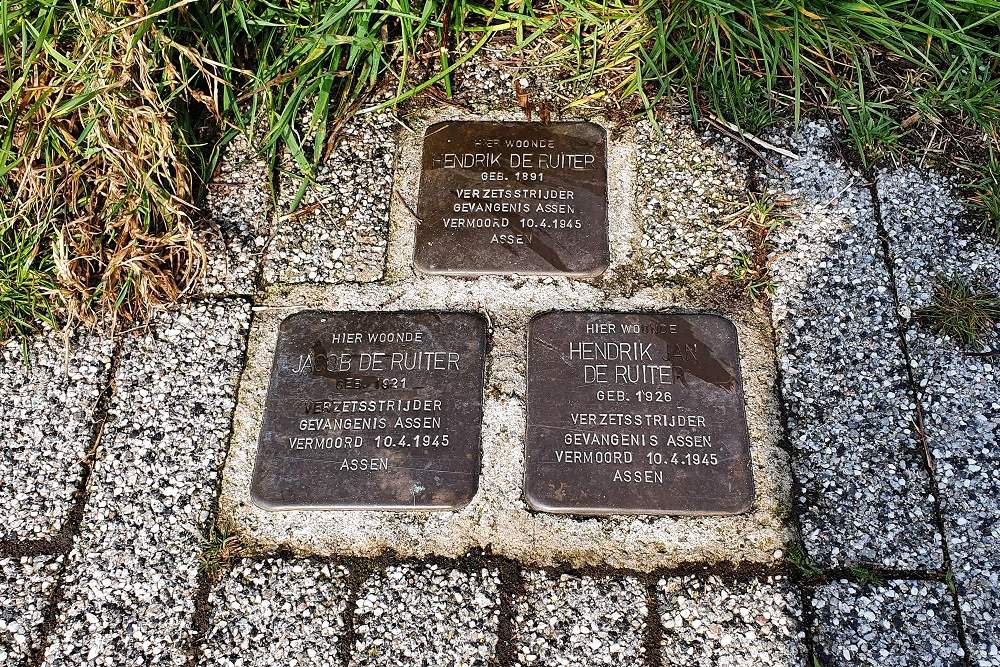 HIER WOONDE
HENDRIK DE RUITER
GEB. 1891
VERZETSSTRIJDER
GEVANGENIS ASSEN
VERMOORD 10.4.1945
ASSEN
HIER WOONDE
JACOB DE RUITER
GEB. 1921
VERZETSSTRIJDER
GEVANGENIS ASSEN
VERMOORD 10.4.1945
ASSEN
HIER WOONDE
HENDRIK JAN
DE RUITER
GEB. 1926
VERZETSSTRIJDER
GEVANGENIS ASSEN
VERMOORD 10.4.1945
ASSEN